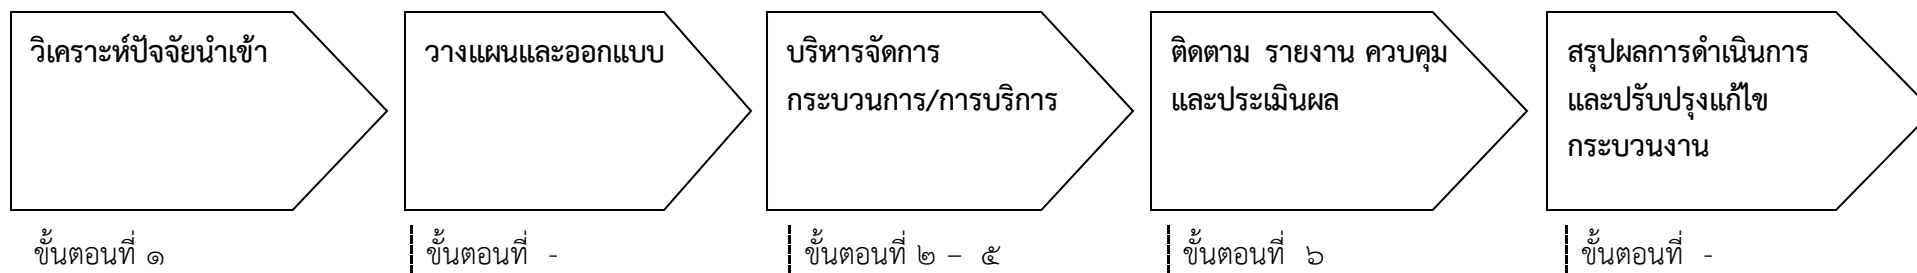 วิเคราะห์ปัจจัยนำเข้า
ขั้นตอนที่ ๑
วางแผนและออกแบบ
ขั้นตอนที่ -
บริหารจัดการ
กระบวนการ/การบริการ
ขั้นตอนที่ ๒ – ๕
ติดตาม รายงาน ควบคุม
และประเมินผล
ขั้นตอนที่ ๖
สรุปผลการดำเนินการ
และปรับปรุงแก้ไข
กระบวนงาน
ขั้นตอนที่ -